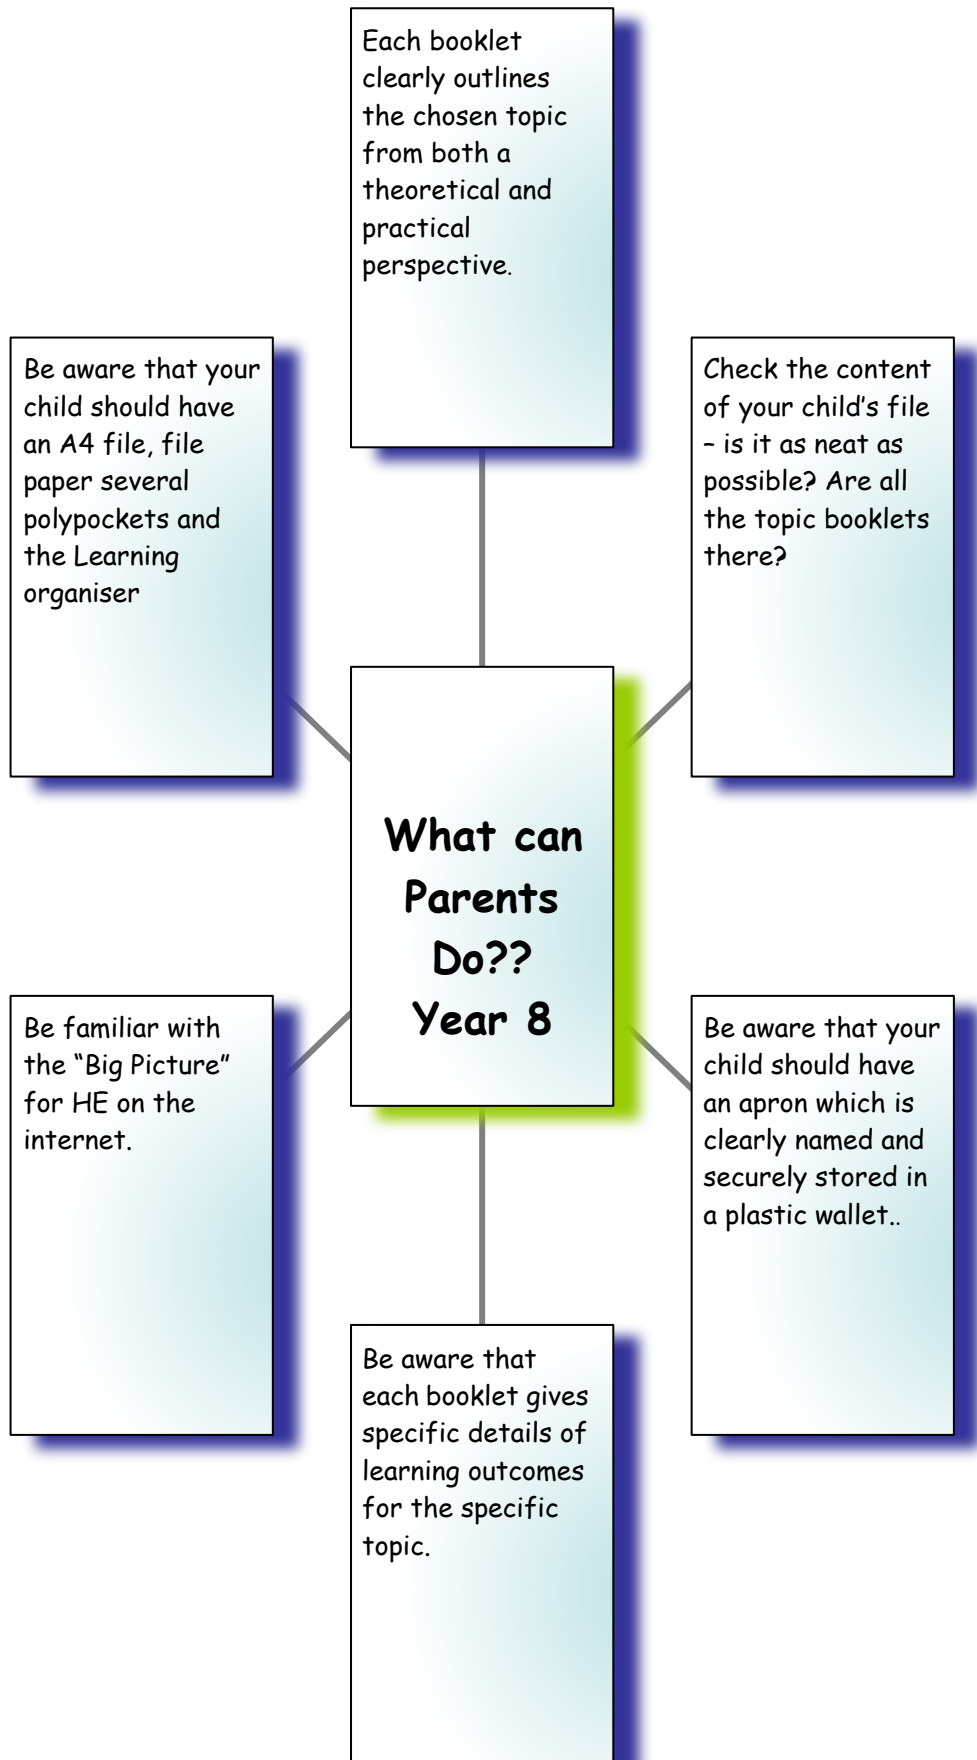 Each booklet
clearly outlines
the chosen topic
from both a
theoretical and
practical
perspective.
Be aware that your
child should have
an A4 file, file
paper several
polypockets and
the Learning
organiser
Check the content
of your child's file
– is it as neat as
possible? Are all
the topic booklets
there?
What can
Parents
Do??
Year 8
Be familiar with
the "Big Picture"
for HE on the
internet.
Be aware that your
child should have
an apron which is
clearly named and
securely stored in
a plastic wallet..
Be aware that
each booklet gives
specific details of
learning outcomes
for the specific
topic.